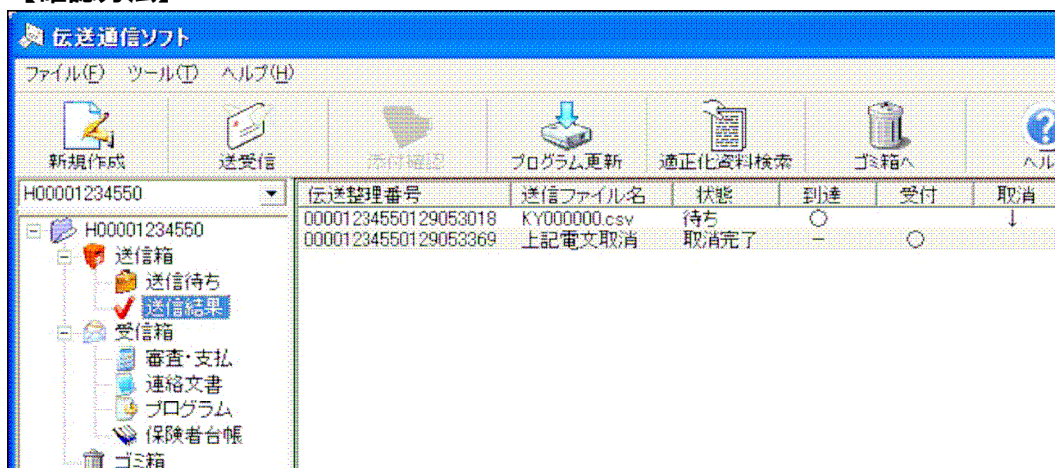 伝送通信ソフト
ファイル(F) ツール(T) ヘルプ(H)
新規作成 送受信 送付確認 プログラム更新 適正化資料検索 ゴミ箱へ ヘル
H00001234550
伝送整理番号 送信ファイル名 状態 到達 受付 取消
00001234550129053018 KY000000.csv 待ち ○ ↓
00001234550129053369 上記電文取消 取消完了 − ○
H00001234550
送信箱
送信待ち
送信結果
受信箱
審査・支払
連絡文書
プログラム
保険者台帳
ゴミ箱